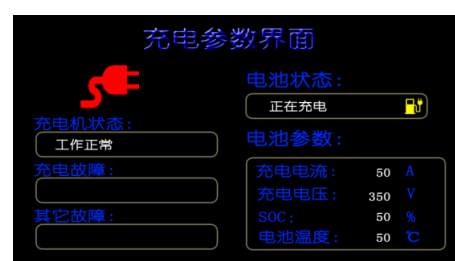 充电参数界面
电池状态：
正在充电
充电机状态：
工作正常
电池参数：
充电故障：
充电电流： 50 A
充电电压： 350 V
其它故障：
SOC： 50 %
电池温度： 50 ℃